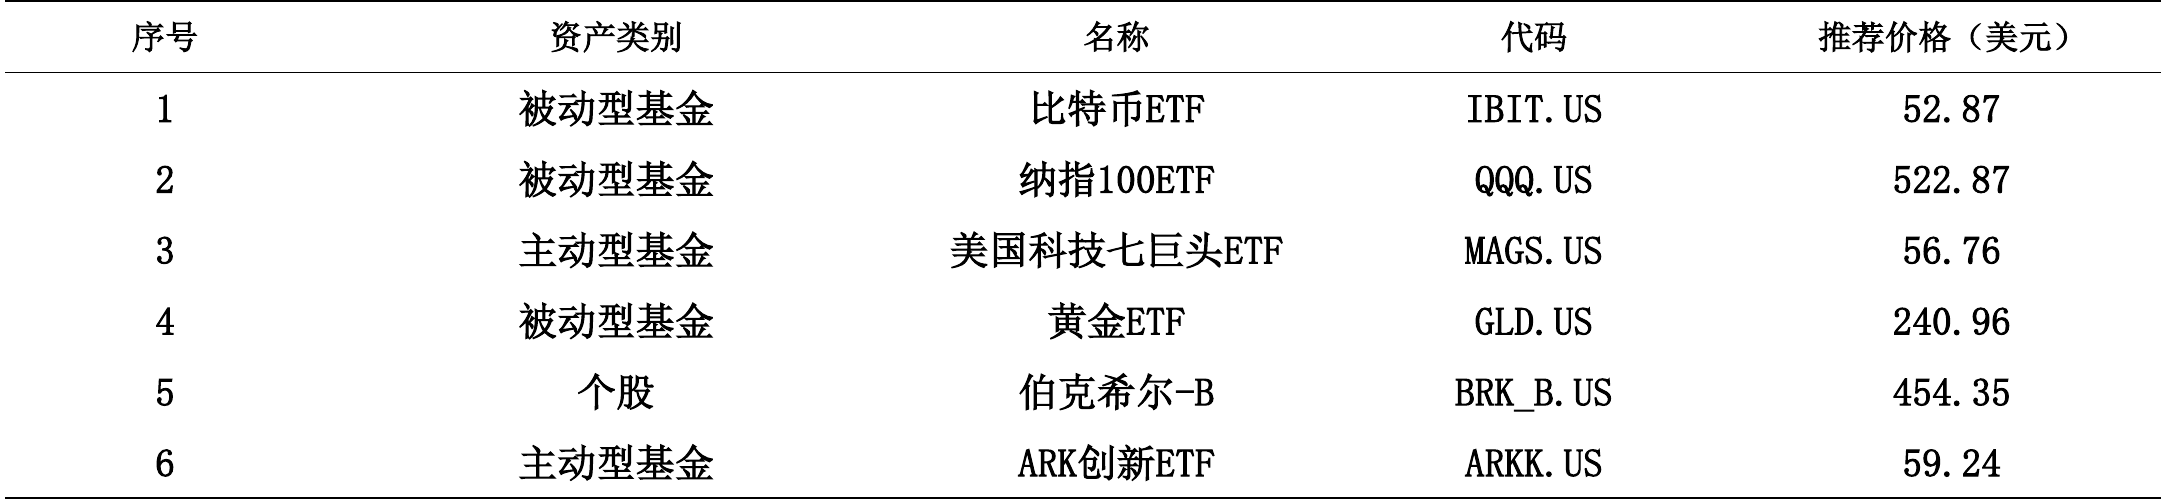 序号 资产类别 名称 代码 推荐价格（美元）
1 被动型基金 比特币ETF IBIT.US 52.87
2 被动型基金 纳指100ETF QQQ.US 522.87
3 主动型基金 美国科技七巨头ETF MAGS.US 56.76
4 被动型基金 黄金ETF GLD.US 240.96
5 个股 伯克希尔-B BRK_B.US 454.35
6 主动型基金 ARK创新ETF ARKK.US 59.24